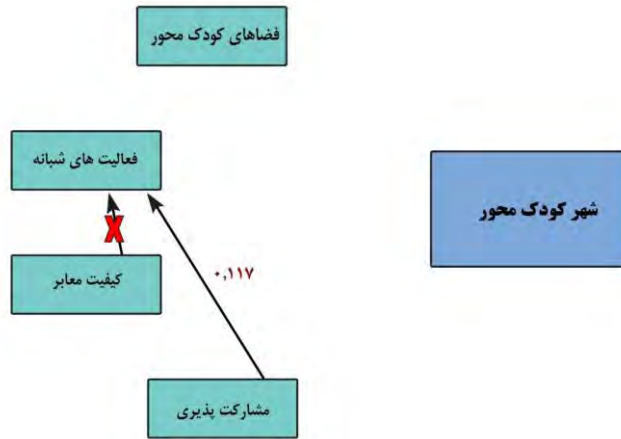 فضاهای کودک محور
فعالیت های شبانه
شهر کودک محور
X
کیفیت معابر
۰,۱۱۷
مشارکت پذیری